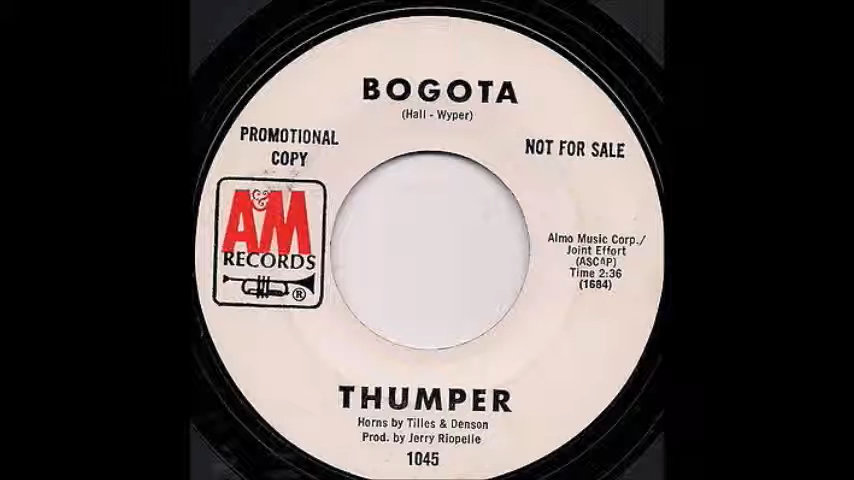 BOGOTA
(Hall - Wyper)
PROMOTIONAL
COPY
NOT FOR SALE
A&M
RECORDS
®
Almo Music Corp./
Joint Effort
(ASCAP)
Time 2:36
(1684)
THUMPER
Horns by Tilles & Denson
Prod. by Jerry Riopelle
1045